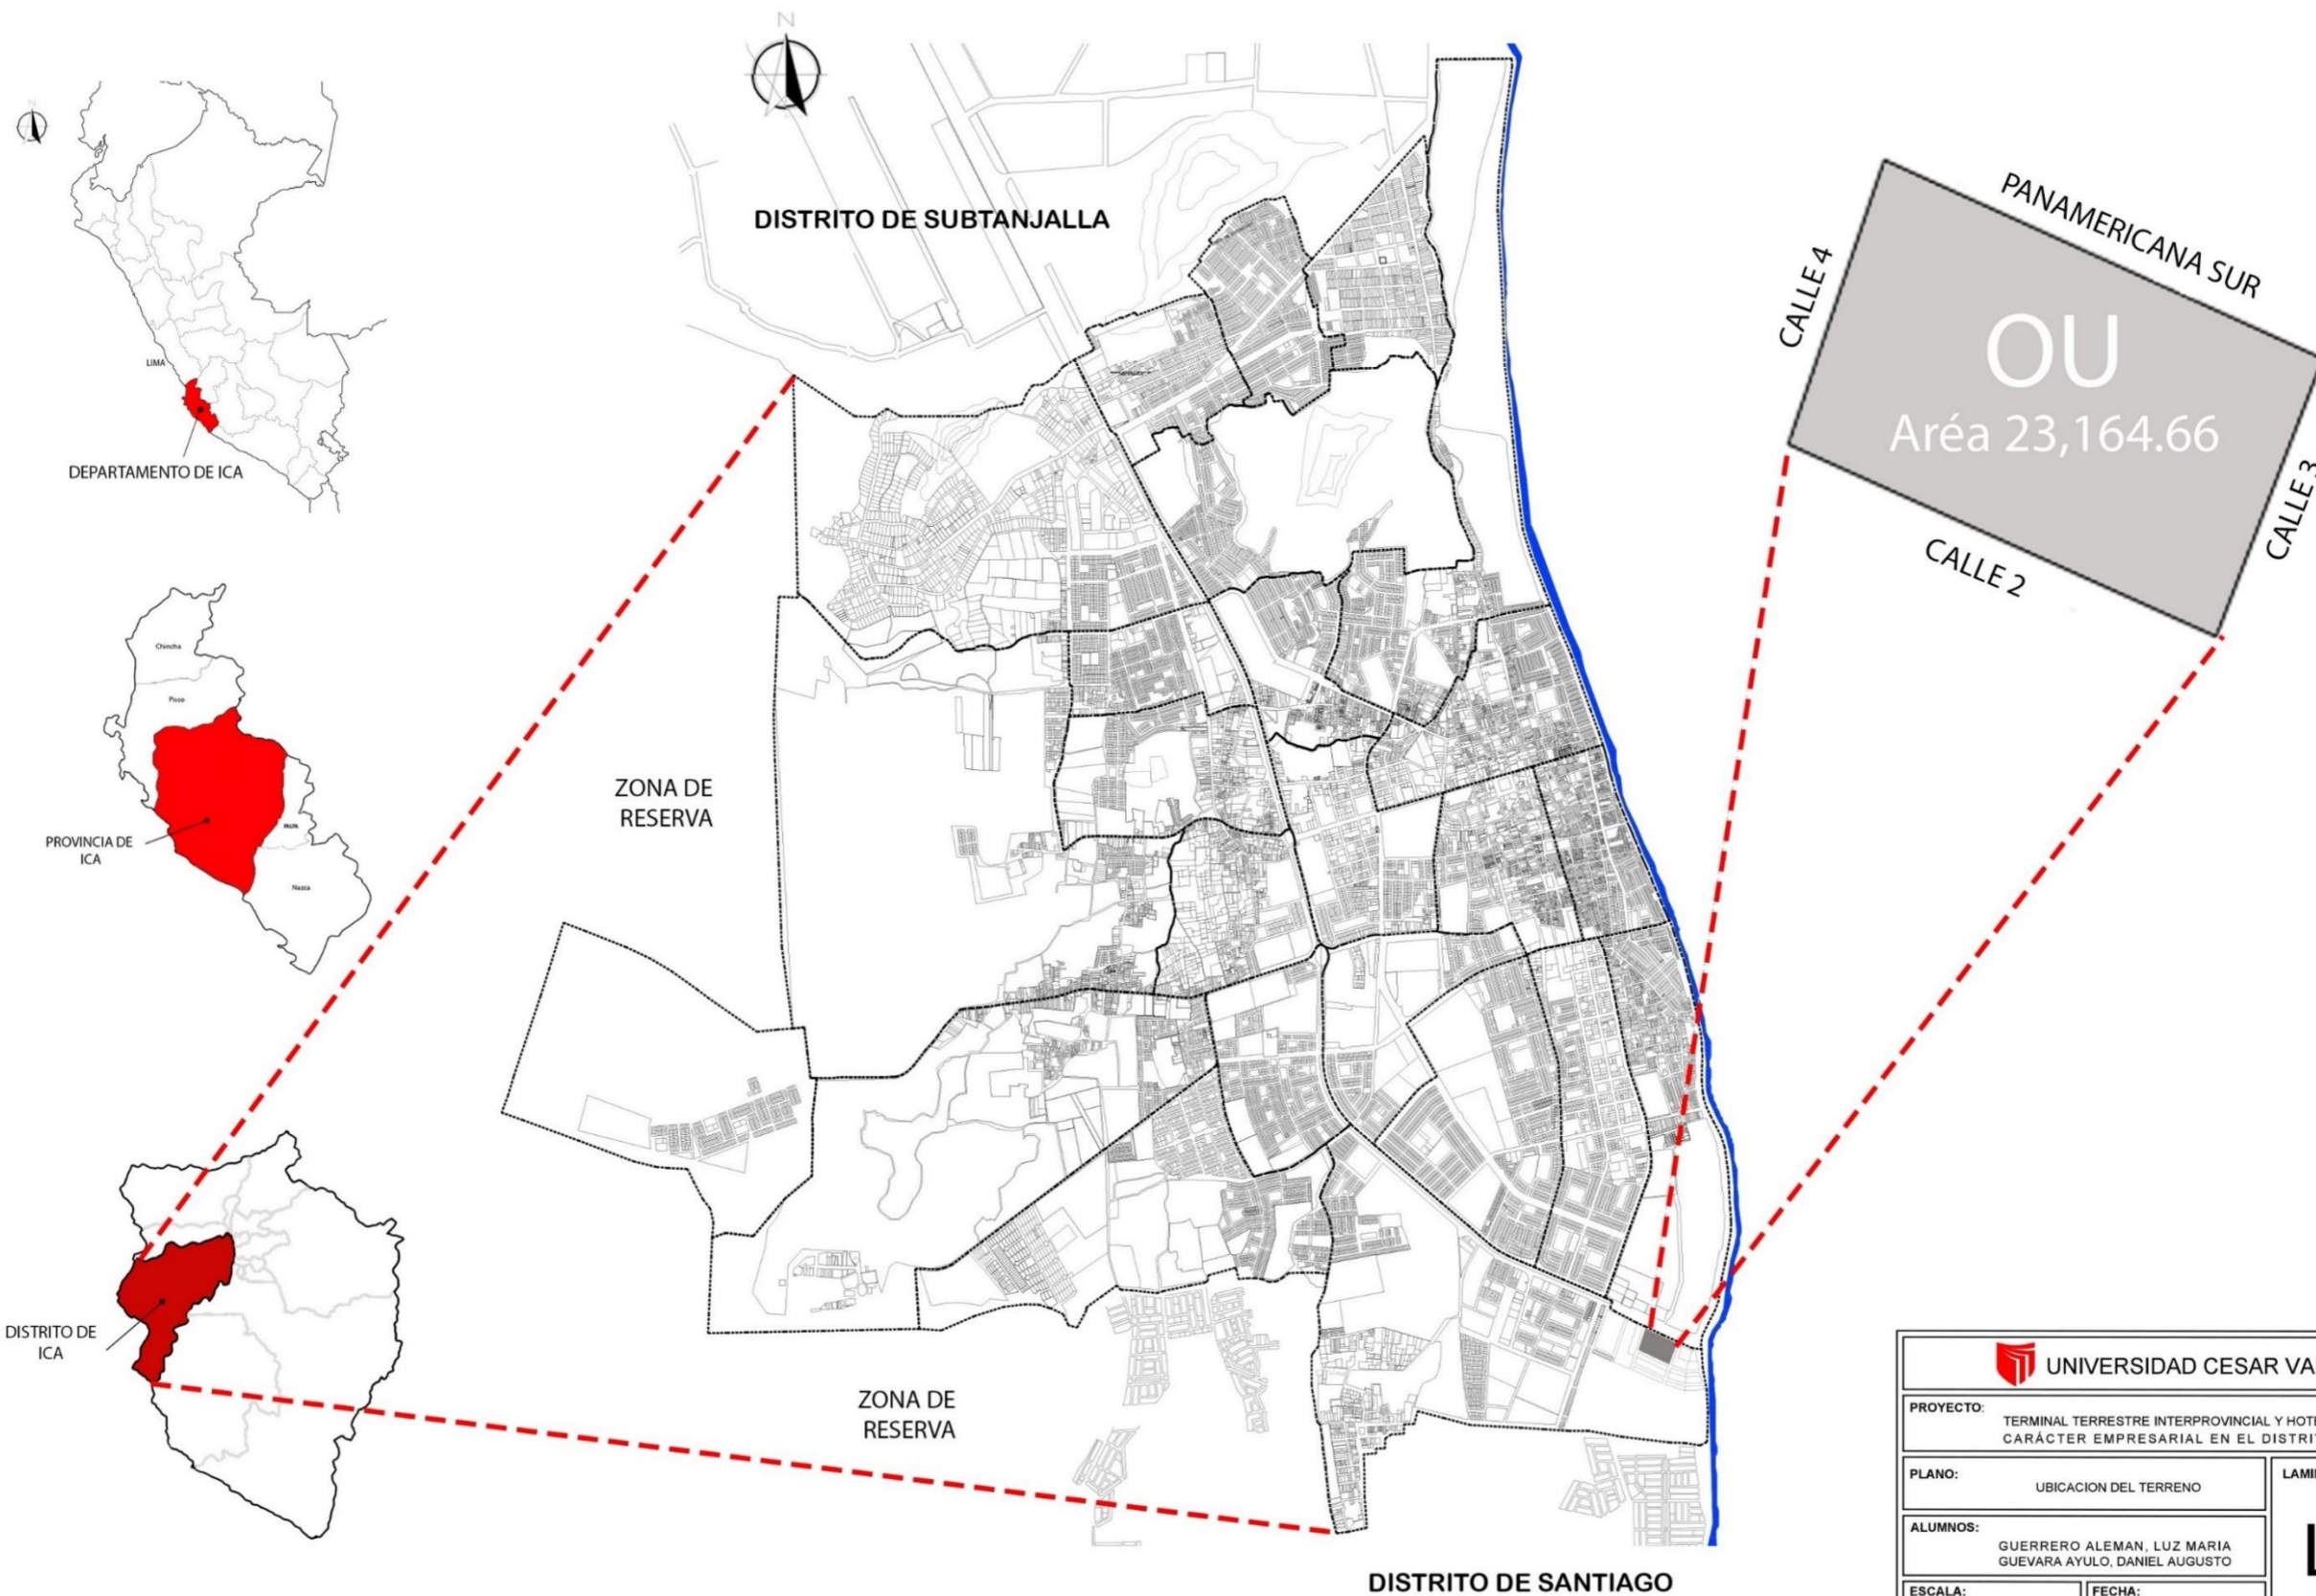 N
LIMA
DEPARTAMENTO DE ICA
Chincha
Pisco
PALPA
PROVINCIA DE
ICA
Nazca
DISTRITO DE
ICA
N
DISTRITO DE SUBTANJALLA
ZONA DE
RESERVA
ZONA DE
RESERVA
DISTRITO DE SANTIAGO
PANAMERICANA SUR
CALLE 4
OU
Aréa 23,164.66
CALLE 3
CALLE 2
UNIVERSIDAD CESAR VA
PROYECTO:
TERMINAL TERRESTRE INTERPROVINCIAL Y HOT
CARÁCTER EMPRESARIAL EN EL DISTRI
PLANO:
UBICACION DEL TERRENO
LAMI
ALUMNOS:
GUERRERO ALEMAN, LUZ MARIA
GUEVARA AYULO, DANIEL AUGUSTO
ESCALA:
FECHA: